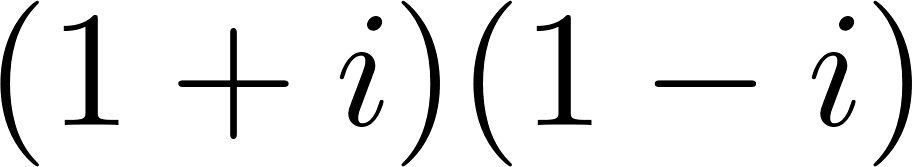 (1 + i)(1 − i)